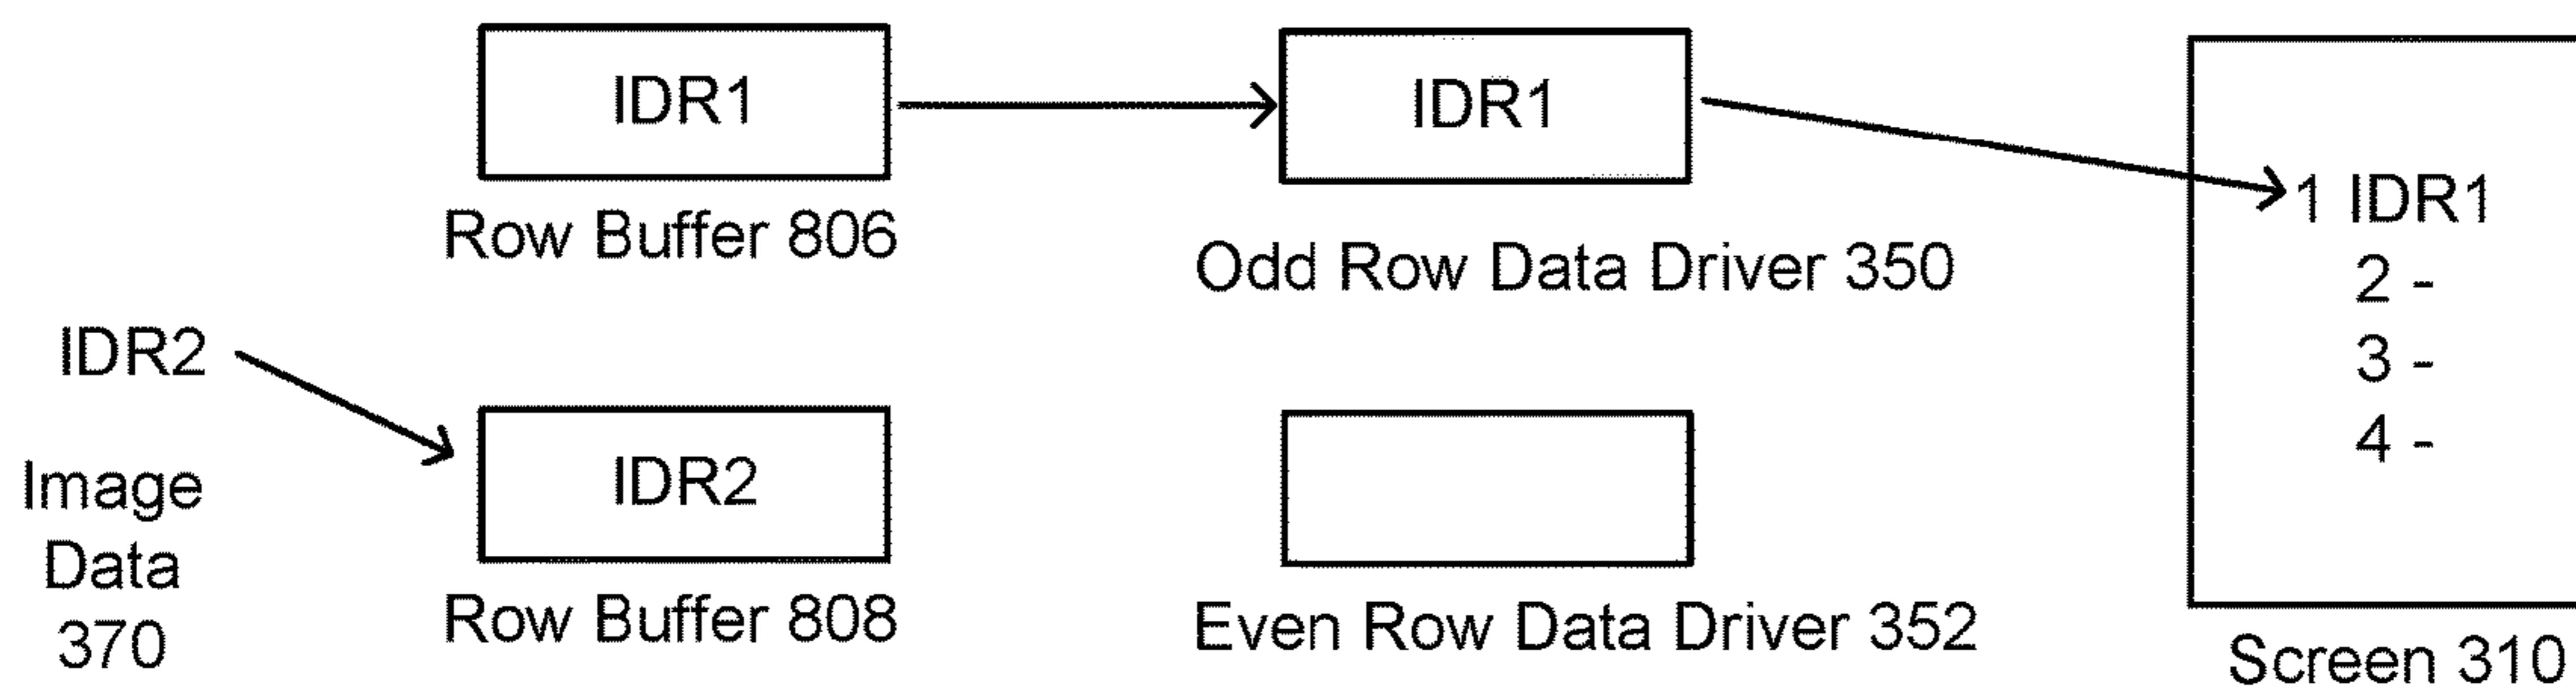 IDR1
Row Buffer 806
IDR1
Odd Row Data Driver 350
1 IDR1
2 -
3 -
4 -
Screen 310
IDR2
Image
Data
370
IDR2
Row Buffer 808
Even Row Data Driver 352